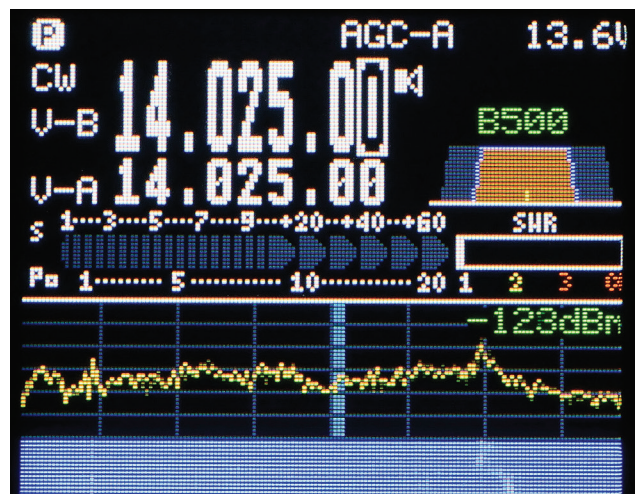 P AGC-A 13.6V
CW 14.025.00
V-B
V-A 14.025.00
B500
S 1 3 5 7 9 +20 +40 +60
SWR
Po 1 5 10 20
1 2 3
-123dBm